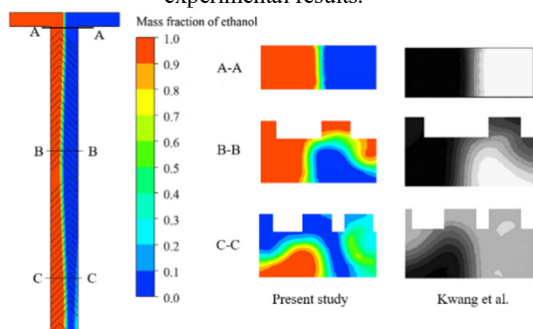 experimental results.
Mass fraction of ethanol
A
A
1.0
0.9
0.8
0.7
0.6
0.5
0.4
0.3
0.2
0.1
0.0
B
B
C
C
A-A
B-B
C-C
Present study
Kwang et al.